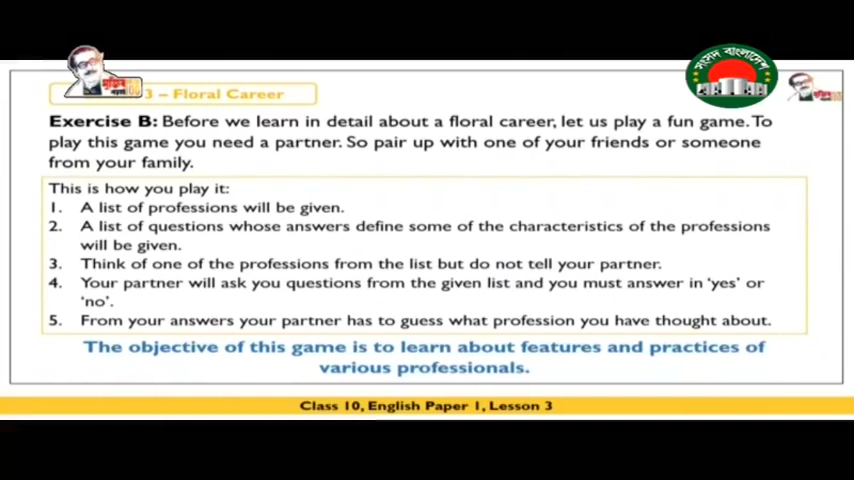 সংসদ বাংলাদেশ
3 – Floral Career
Exercise B: Before we learn in detail about a floral career, let us play a fun game. To
play this game you need a partner. So pair up with one of your friends or someone
from your family.
This is how you play it:
1. A list of professions will be given.
2. A list of questions whose answers define some of the characteristics of the professions
will be given.
3. Think of one of the professions from the list but do not tell your partner.
4. Your partner will ask you questions from the given list and you must answer in ‘yes’ or
‘no’.
5. From your answers your partner has to guess what profession you have thought about.
The objective of this game is to learn about features and practices of
various professionals.
Class 10, English Paper 1, Lesson 3